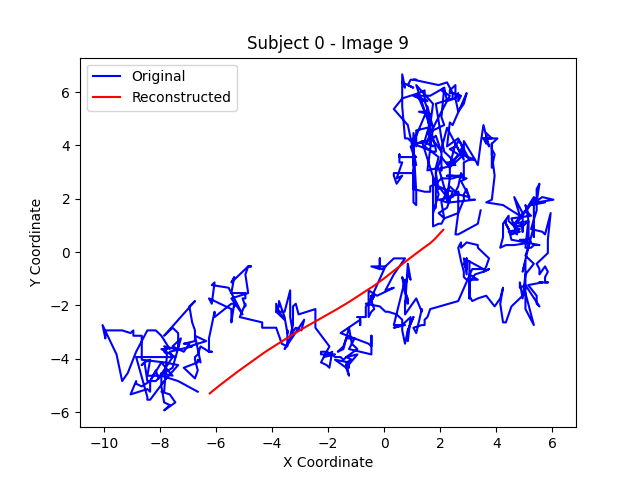 Subject 0 - Image 9
Original
Reconstructed
Y Coordinate
6
4
2
0
−2
−4
−6
−10 −8 −6 −4 −2 0 2 4 6
X Coordinate